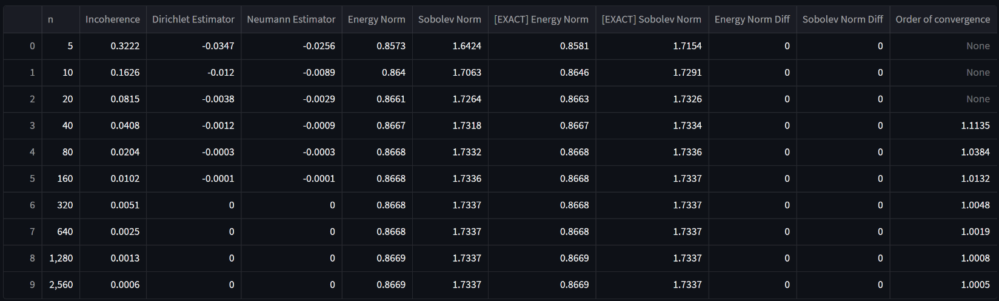 n Incoherence Dirichlet Estimator Neumann Estimator Energy Norm Sobolev Norm [EXACT] Energy Norm [EXACT] Sobolev Norm Energy Norm Diff Sobolev Norm Diff Order of convergence
0 5 0.3222 -0.0347 -0.0256 0.8573 1.6424 0.8581 1.7154 0 0 None
1 10 0.1626 -0.012 -0.0089 0.864 1.7063 0.8646 1.7291 0 0 None
2 20 0.0815 -0.0038 -0.0029 0.8661 1.7264 0.8663 1.7326 0 0 None
3 40 0.0408 -0.0012 -0.0009 0.8667 1.7318 0.8667 1.7334 0 0 1.1135
4 80 0.0204 -0.0003 -0.0003 0.8668 1.7332 0.8668 1.7336 0 0 1.0384
5 160 0.0102 -0.0001 -0.0001 0.8668 1.7336 0.8668 1.7337 0 0 1.0132
6 320 0.0051 0 0 0.8668 1.7337 0.8668 1.7337 0 0 1.0048
7 640 0.0025 0 0 0.8668 1.7337 0.8668 1.7337 0 0 1.0019
8 1,280 0.0013 0 0 0.8669 1.7337 0.8669 1.7337 0 0 1.0008
9 2,560 0.0006 0 0 0.8669 1.7337 0.8669 1.7337 0 0 1.0005